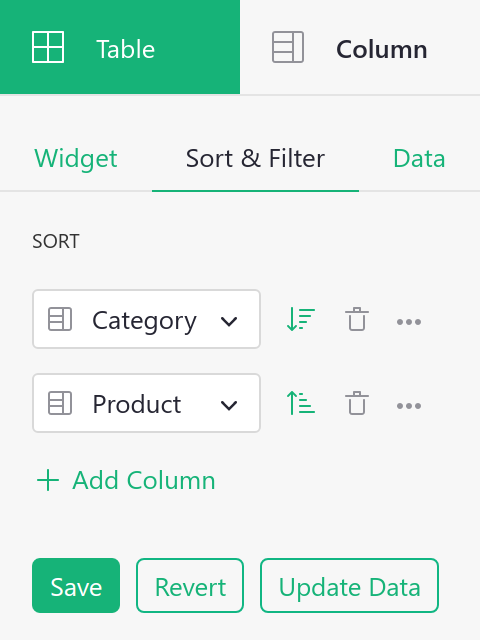 Table Column
Widget Sort & Filter Data
SORT
Category
Product
Add Column
Save Revert Update Data